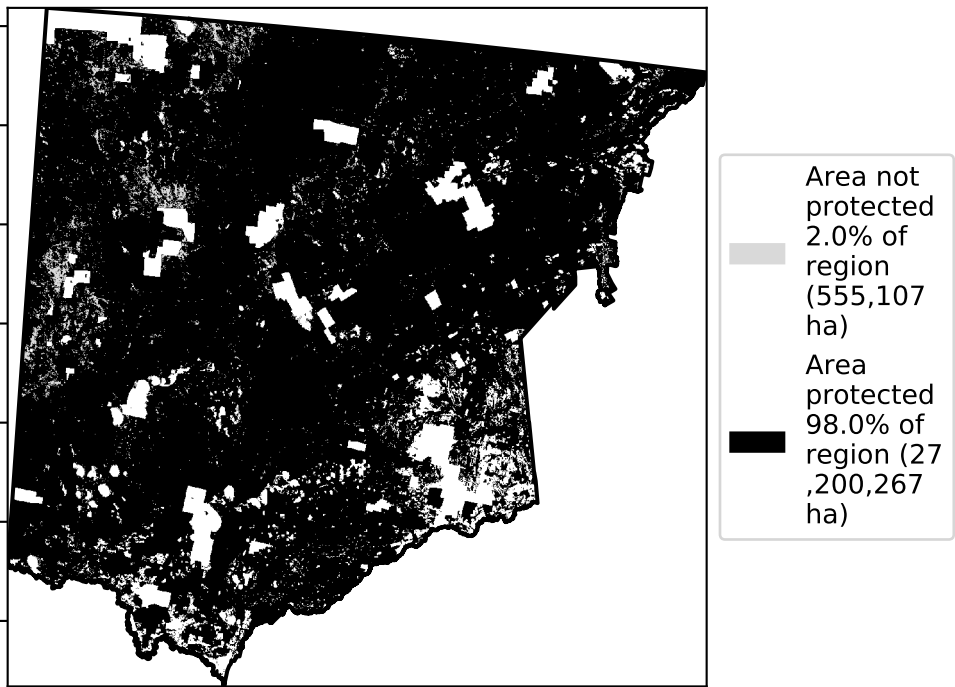 Area not
protected
2.0% of
region
(555,107
ha)
Area
protected
98.0% of
region (27
,200,267
ha)